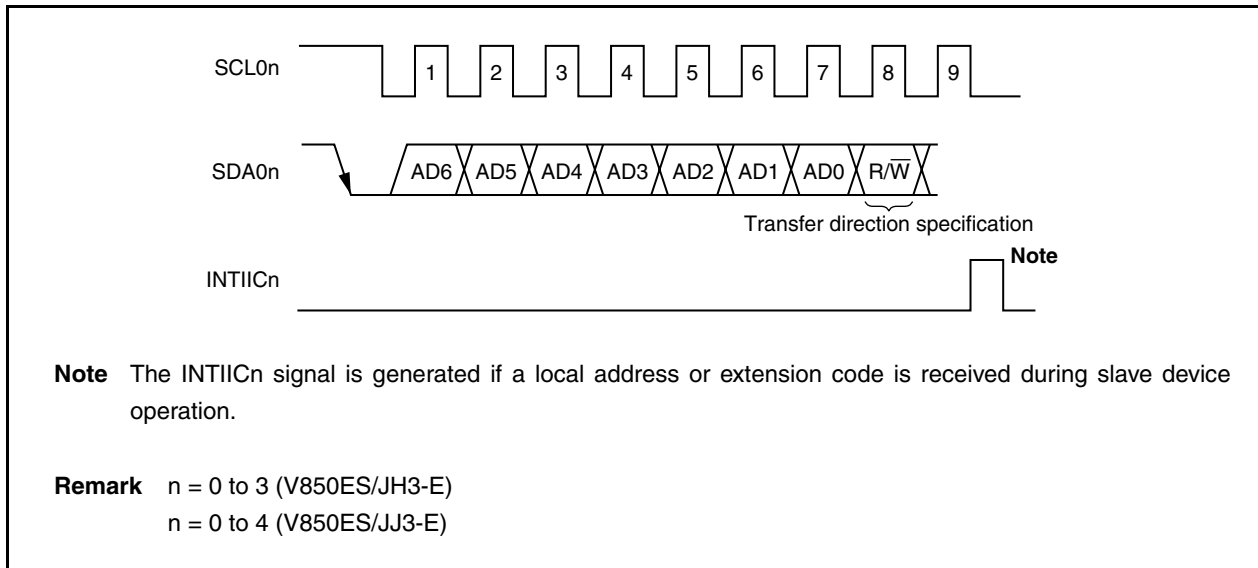 SCL0n
1 2 3 4 5 6 7 8 9
SDA0n
AD6 AD5 AD4 AD3 AD2 AD1 AD0 R/W̅
Transfer direction specification
Note
INTIICn
Note The INTIICn signal is generated if a local address or extension code is received during slave device
operation.
Remark n = 0 to 3 (V850ES/JH3-E)
n = 0 to 4 (V850ES/JJ3-E)